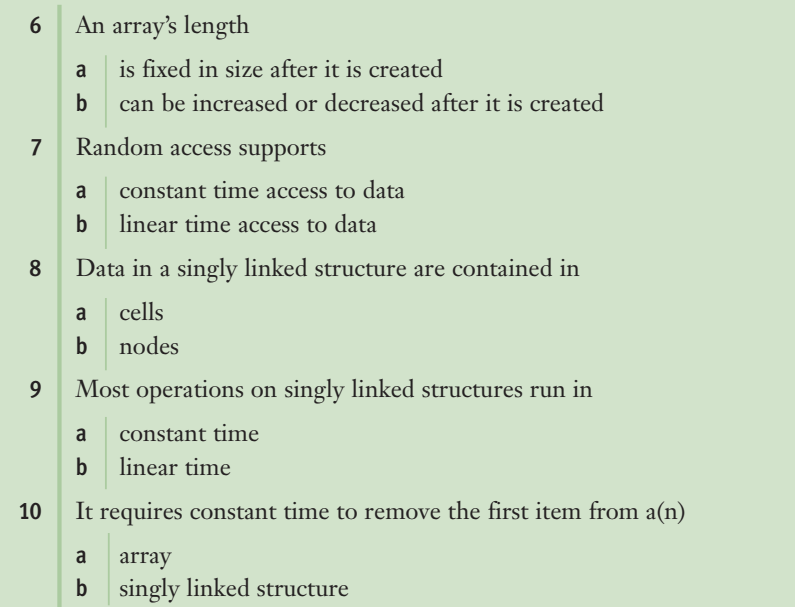 6 An array’s length
a is fixed in size after it is created
b can be increased or decreased after it is created
7 Random access supports
a constant time access to data
b linear time access to data
8 Data in a singly linked structure are contained in
a cells
b nodes
9 Most operations on singly linked structures run in
a constant time
b linear time
10 It requires constant time to remove the first item from a(n)
a array
b singly linked structure